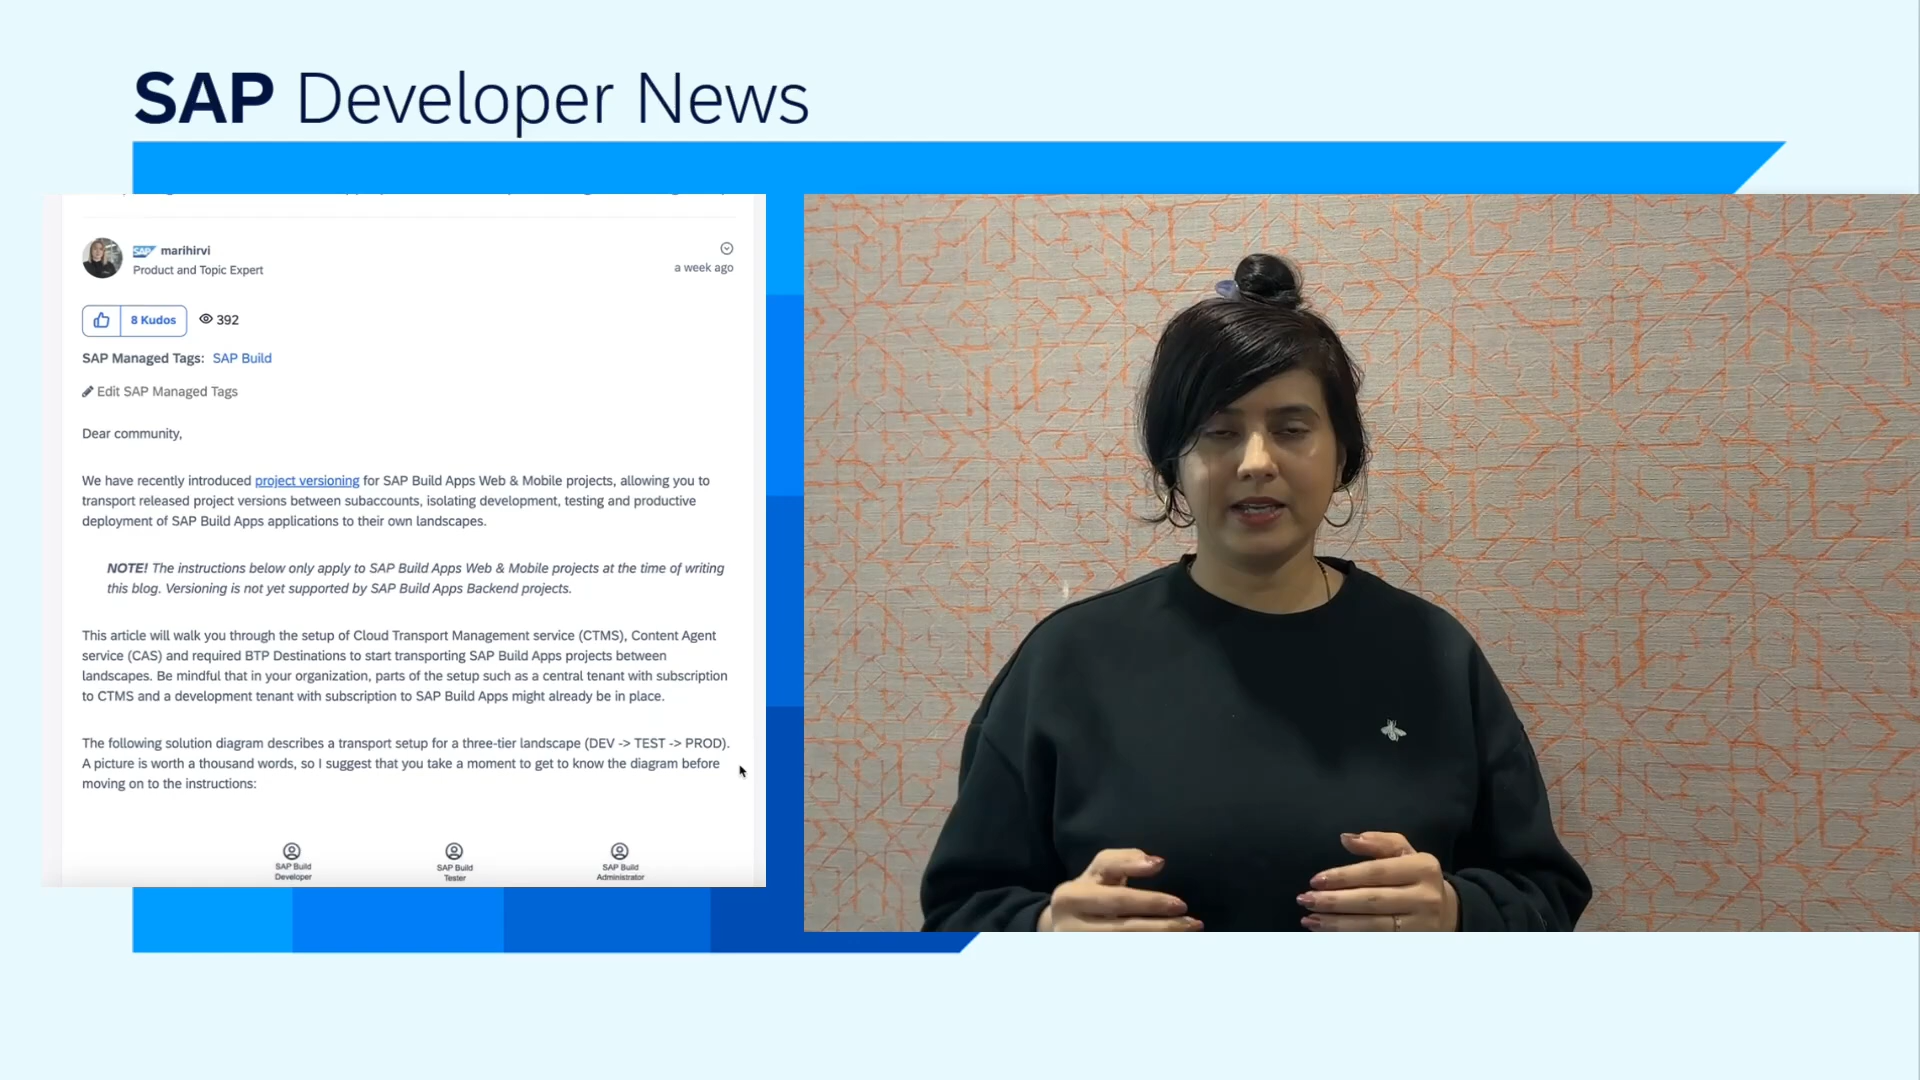 SAP Developer News
SAP marihirvi
Product and Topic Expert
a week ago
8 Kudos 392
SAP Managed Tags: SAP Build
Edit SAP Managed Tags
Dear community,
We have recently introduced project versioning for SAP Build Apps Web & Mobile projects, allowing you to
transport released project versions between subaccounts, isolating development, testing and productive
deployment of SAP Build Apps applications to their own landscapes.
NOTE! The instructions below only apply to SAP Build Apps Web & Mobile projects at the time of writing
this blog. Versioning is not yet supported by SAP Build Apps Backend projects.
This article will walk you through the setup of Cloud Transport Management service (CTMS), Content Agent
service (CAS) and required BTP Destinations to start transporting SAP Build Apps projects between
landscapes. Be mindful that in your organization, parts of the setup such as a central tenant with subscription
to CTMS and a development tenant with subscription to SAP Build Apps might already be in place.
The following solution diagram describes a transport setup for a three-tier landscape (DEV -> TEST -> PROD).
A picture is worth a thousand words, so I suggest that you take a moment to get to know the diagram before
moving on to the instructions:
SAP Build
Developer
SAP Build
Tester
SAP Build
Administrator